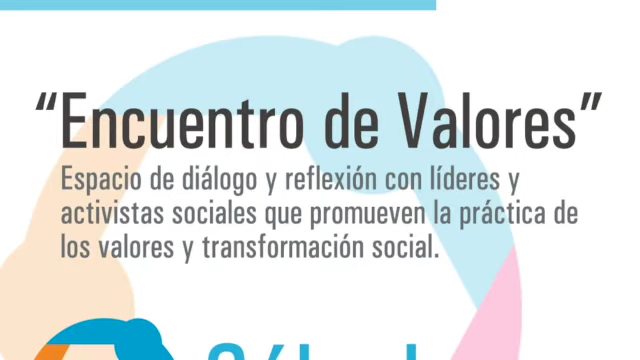 “Encuentro de Valores”
Espacio de diálogo y reflexión con líderes y
activistas sociales que promueven la práctica de
los valores y transformación social.